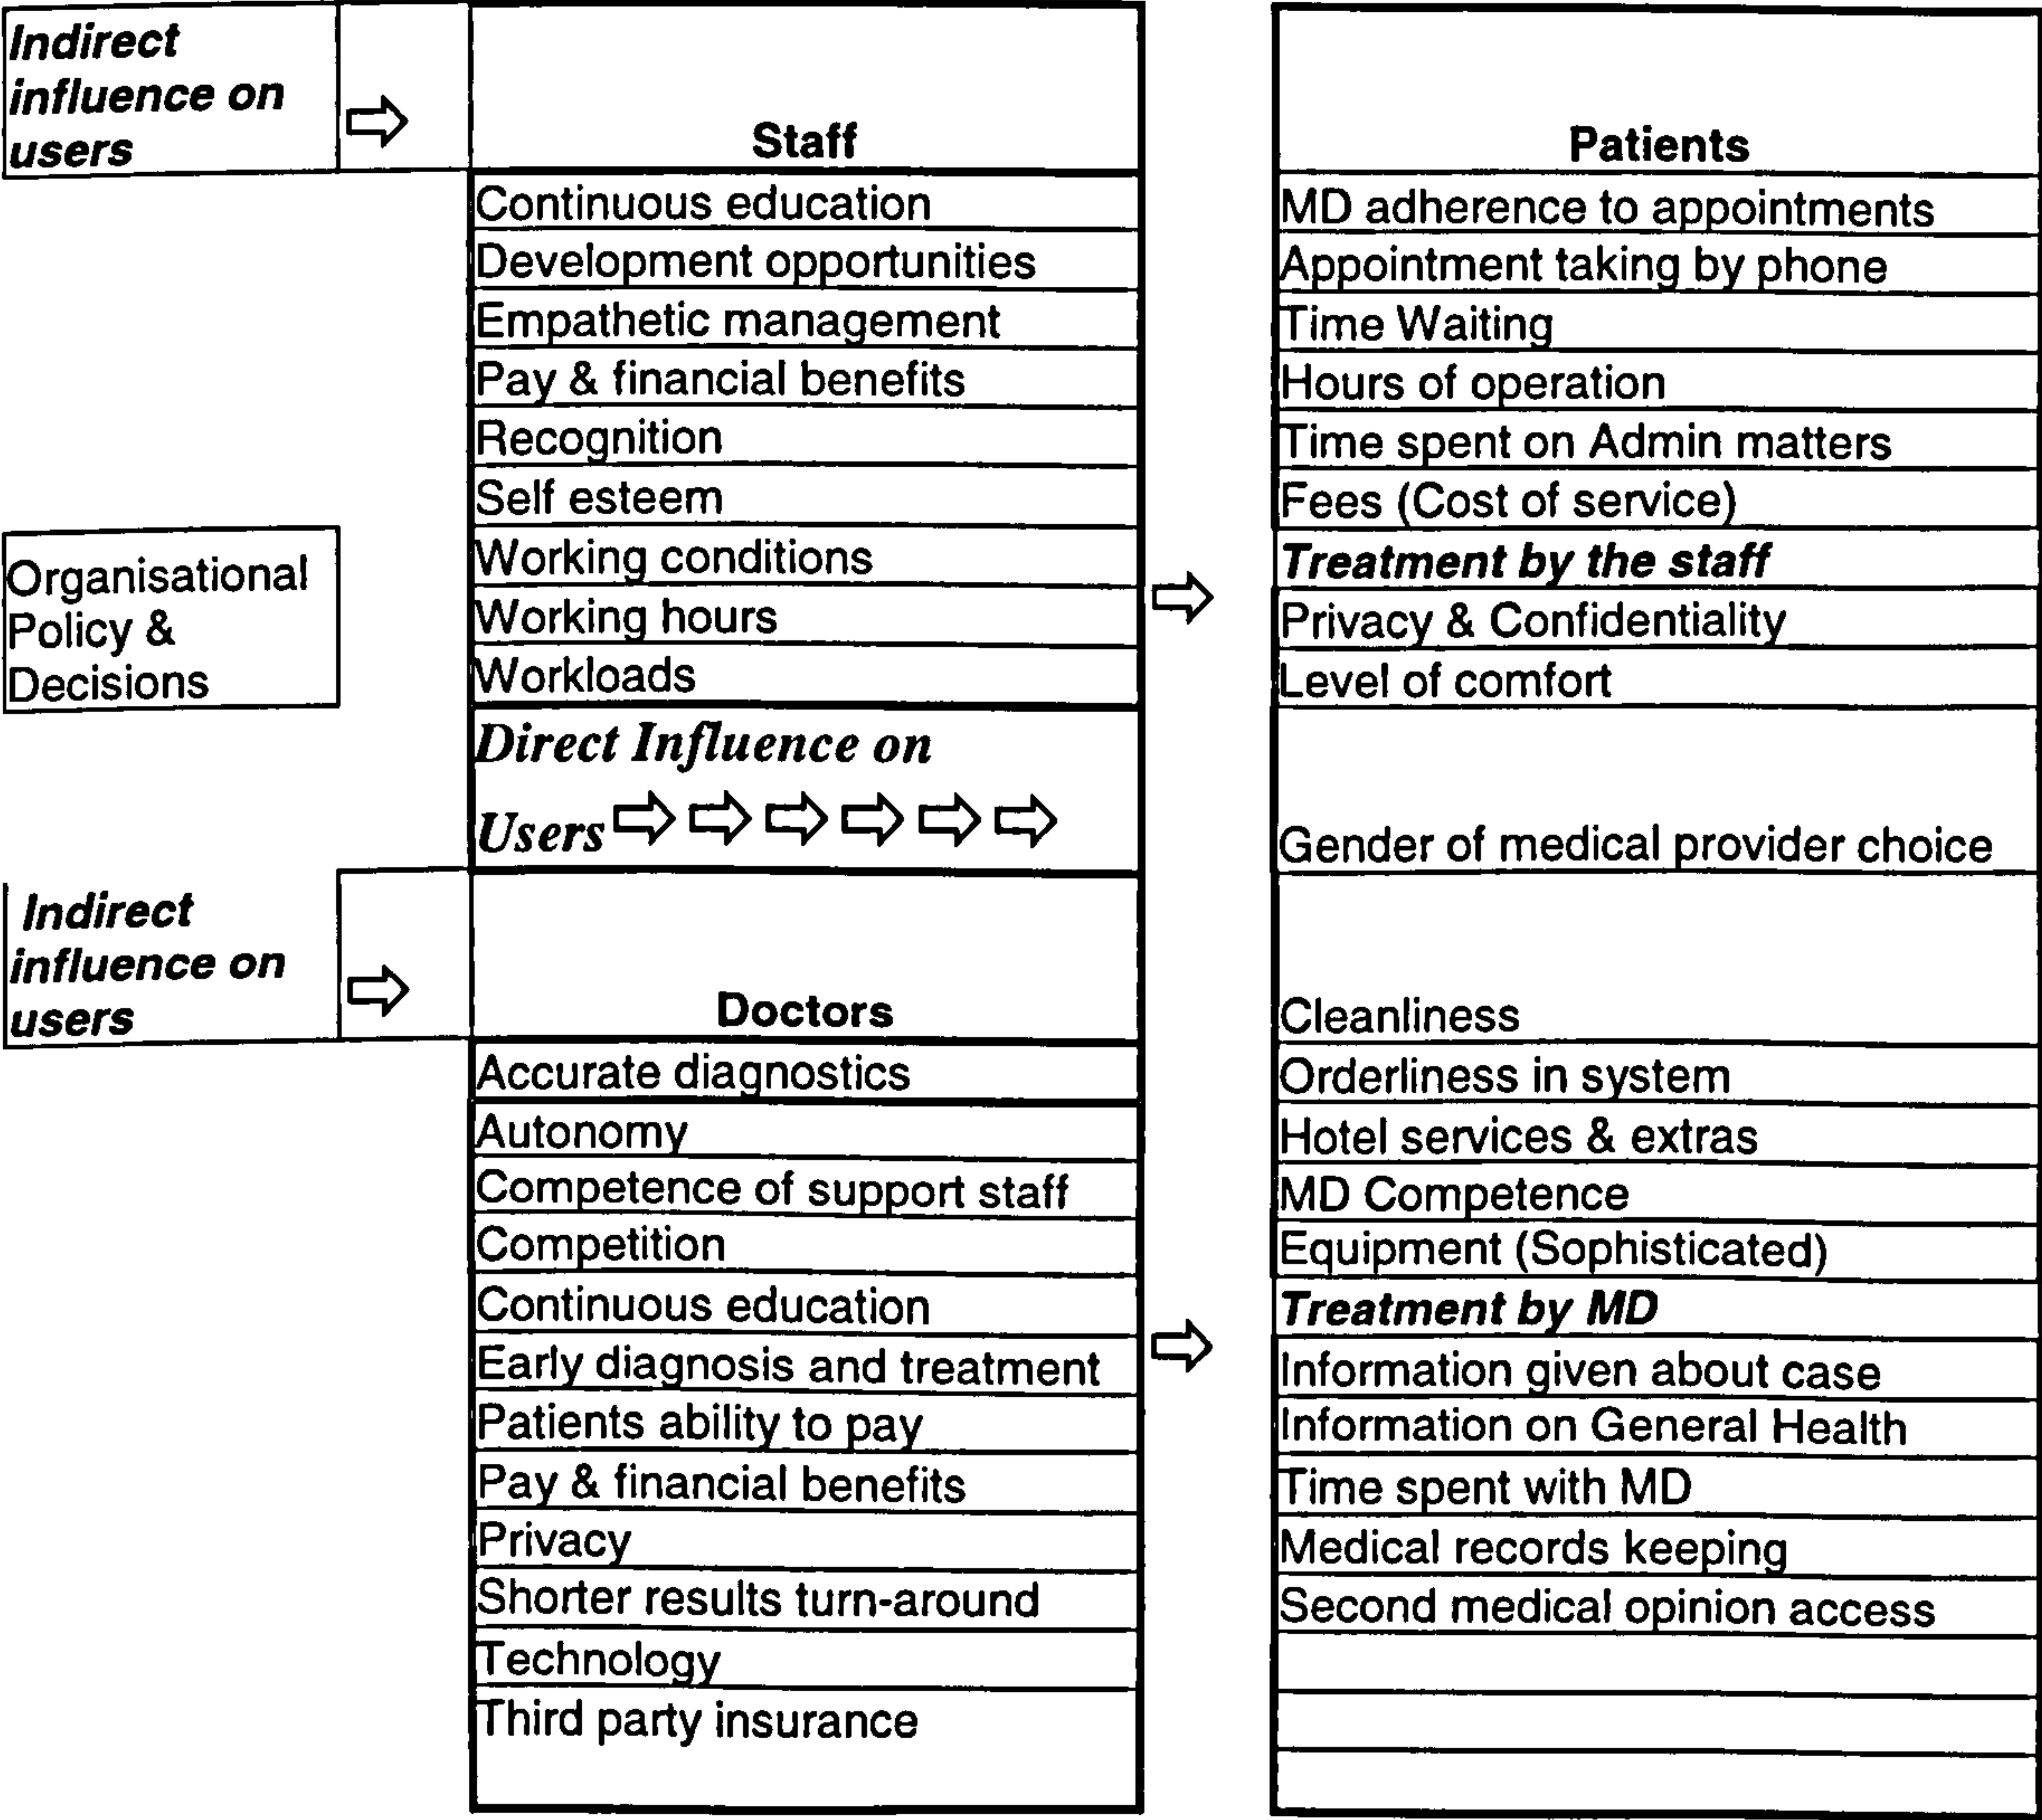 Indirect
influence on
users
Organisational
Policy &
Decisions
Indirect
influence on
users
Staff
Continuous education
Development opportunities
Empathetic management
Pay & financial benefits
Recognition
Self esteem
Working conditions
Working hours
Workloads
Direct Influence on
Users
Doctors
Accurate diagnostics
Autonomy
Competence of support staff
Competition
Continuous education
Early diagnosis and treatment
Patients ability to pay
Pay & financial benefits
Privacy
Shorter results turn-around
Technology
Third party insurance
Patients
MD adherence to appointments
Appointment taking by phone
Time Waiting
Hours of operation
Time spent on Admin matters
Fees (Cost of service)
Treatment by the staff
Privacy & Confidentiality
Level of comfort
Gender of medical provider choice
Cleanliness
Orderliness in system
Hotel services & extras
MD Competence
Equipment (Sophisticated)
Treatment by MD
Information given about case
Information on General Health
Time spent with MD
Medical records keeping
Second medical opinion access